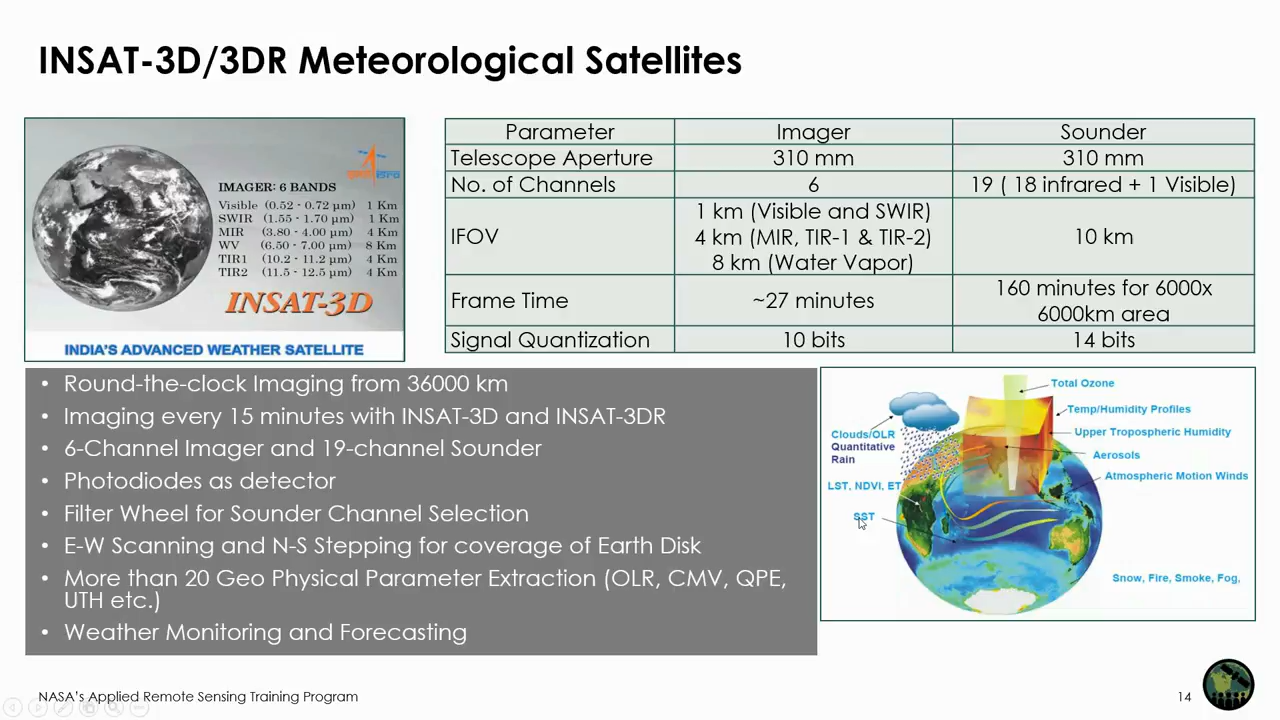 INSAT-3D/3DR Meteorological Satellites
IMAGER: 6 BANDS
Visible (0.52 - 0.72 µm) 1 Km
SWIR (1.55 - 1.70 µm) 1 Km
MIR (3.80 - 4.00 µm) 4 Km
WV (6.50 - 7.00 µm) 8 Km
TIR1 (10.2 - 11.2 µm) 4 Km
TIR2 (11.5 - 12.5 µm) 4 Km
INSAT-3D
INDIA'S ADVANCED WEATHER SATELLITE
Parameter Imager Sounder
Telescope Aperture 310 mm 310 mm
No. of Channels 6 19 ( 18 infrared + 1 Visible)
IFOV 1 km (Visible and SWIR)
4 km (MIR, TIR-1 & TIR-2)
8 km (Water Vapor) 10 km
Frame Time ~27 minutes 160 minutes for 6000x
6000km area
Signal Quantization 10 bits 14 bits
• Round-the-clock Imaging from 36000 km
• Imaging every 15 minutes with INSAT-3D and INSAT-3DR
• 6-Channel Imager and 19-channel Sounder
• Photodiodes as detector
• Filter Wheel for Sounder Channel Selection
• E-W Scanning and N-S Stepping for coverage of Earth Disk
• More than 20 Geo Physical Parameter Extraction (OLR, CMV, QPE,
UTH etc.)
• Weather Monitoring and Forecasting
Total Ozone
Temp/Humidity Profiles
Upper Tropospheric Humidity
Aerosols
Atmospheric Motion Winds
Clouds/OLR
Quantitative
Rain
LST, NDVI, ET
SST
Snow, Fire, Smoke, Fog,
NASA's Applied Remote Sensing Training Program
14